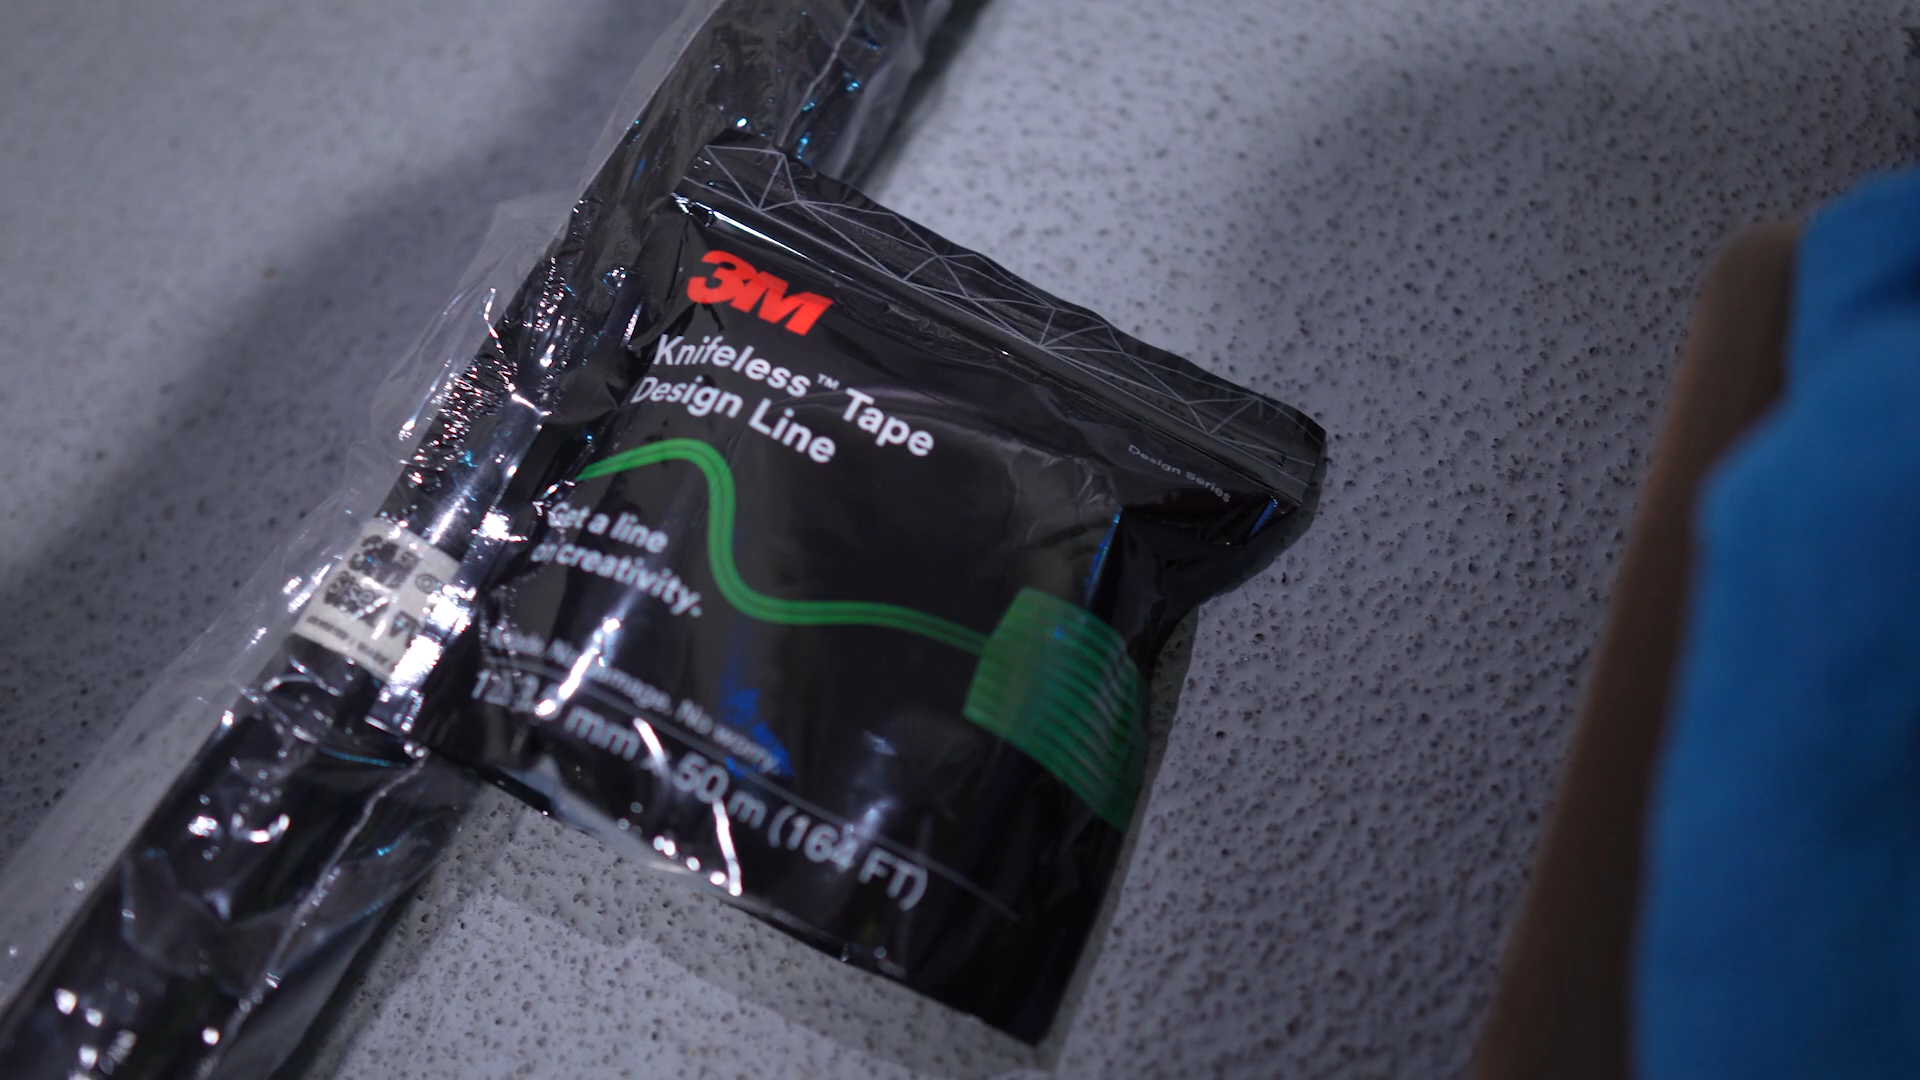 3M
Knifeless™ Tape
Design Line
Design Series
Get a line
on creativity.
No damage. No worry.
mm x 50 m (164 FT)
3M